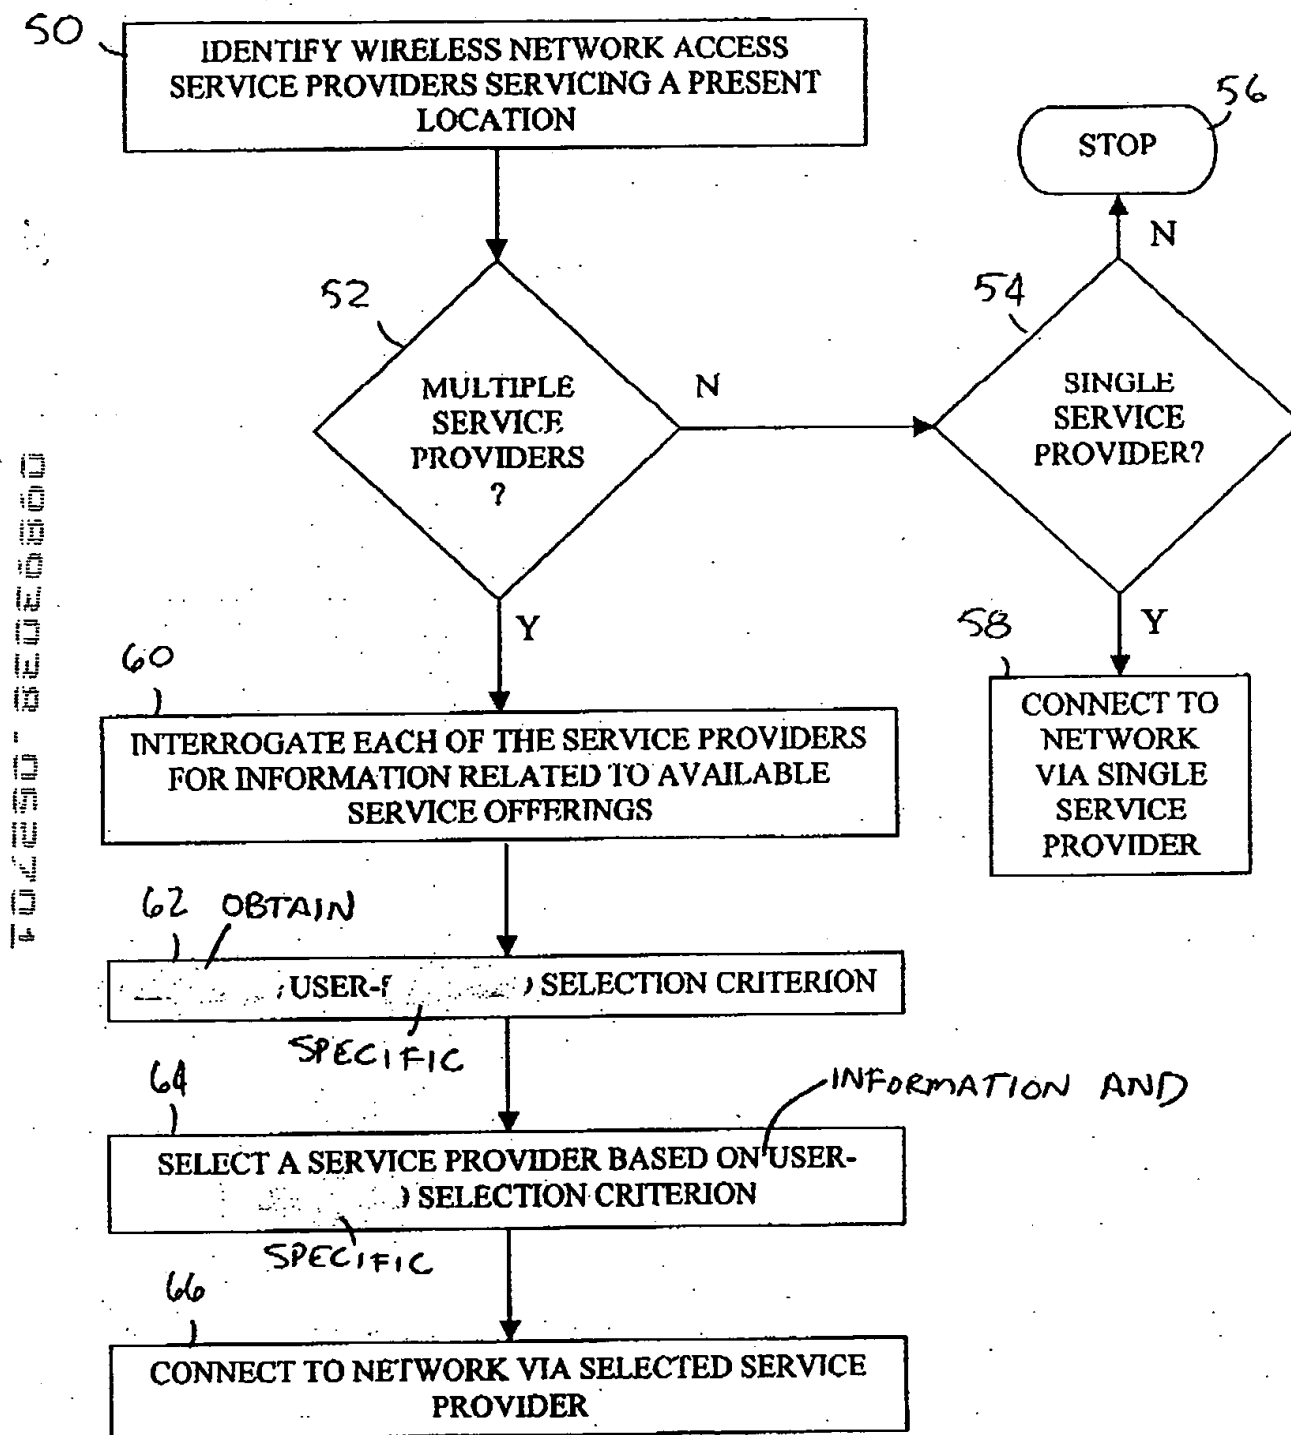 50
IDENTIFY WIRELESS NETWORK ACCESS
SERVICE PROVIDERS SERVICING A PRESENT
LOCATION
56
STOP
N
52
54
MULTIPLE
SERVICE
PROVIDERS
?
N
SINGLE
SERVICE
PROVIDER?
Y
Y
58
CONNECT TO
NETWORK
VIA SINGLE
SERVICE
PROVIDER
60
INTERROGATE EACH OF THE SERVICE PROVIDERS
FOR INFORMATION RELATED TO AVAILABLE
SERVICE OFFERINGS
62 OBTAIN
USER- SELECTION CRITERION
SPECIFIC
64
INFORMATION AND
SELECT A SERVICE PROVIDER BASED ON USER-
SELECTION CRITERION
SPECIFIC
66
CONNECT TO NETWORK VIA SELECTED SERVICE
PROVIDER